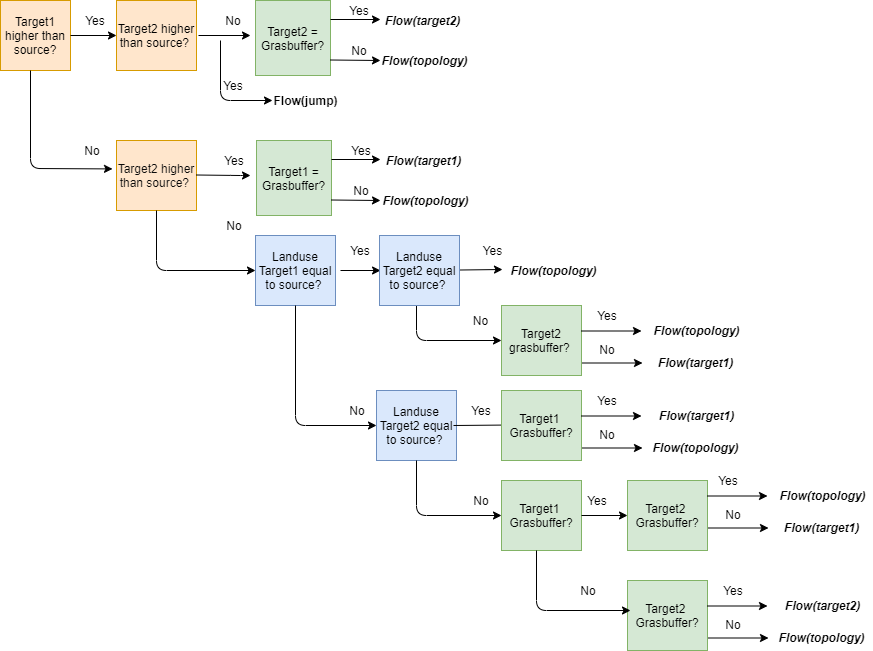 Target1
higher than
source?
Yes
Target2 higher
than source?
No
Target2 =
Grasbuffer?
Yes
Flow(target2)
No
Flow(topology)
Yes
Flow(jump)
No
Target2 higher
than source?
Yes
Target1 =
Grasbuffer?
Yes
Flow(target1)
No
Flow(topology)
No
Landuse
Target1 equal
to source?
Yes
Landuse
Target2 equal
to source?
Yes
Flow(topology)
No
Target2
grasbuffer?
Yes
Flow(topology)
No
Flow(target1)
No
Landuse
Target2 equal
to source?
Yes
Target1
Grasbuffer?
Yes
Flow(target1)
No
Flow(topology)
No
Target1
Grasbuffer?
Yes
Target2
Grasbuffer?
Yes
Flow(topology)
No
Flow(target1)
No
Target2
Grasbuffer?
Yes
Flow(target2)
No
Flow(topology)